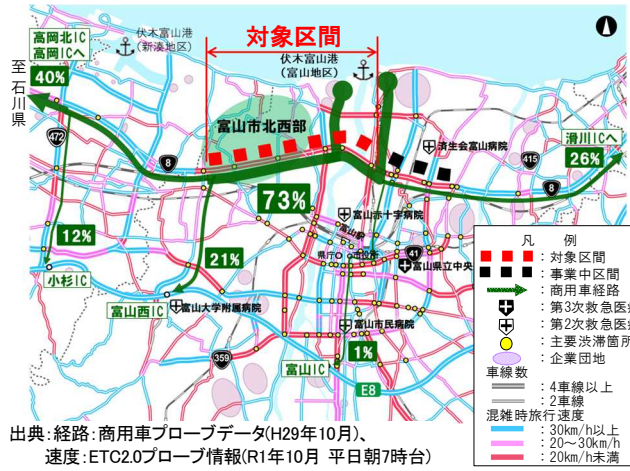 高岡北IC
高岡ICへ
伏木富山港
(新湊地区)
対象区間
伏木富山港
(富山地区)
至石川県
40%
472
8
富山市北西部
済生会富山病院
415
滑川ICへ
26%
8
73%
富山赤十字病院
富山駅
県庁
市役所
41
富山県立中央
12%
21%
小杉IC
富山西IC
富山大学附属病院
富山市民病院
1%
359
富山IC
E8
凡 例
:対象区間
:事業中区間
:商用車経路
:第3次救急医
:第2次救急医
:主要渋滞箇所
:企業団地
車線数
:4車線以上
:2車線
混雑時旅行速度
:30km/h以上
:20~30km/h
:20km/h未満
出典:経路:商用車プローブデータ(H29年10月)、
速度:ETC2.0プローブ情報(R1年10月 平日朝7時台)